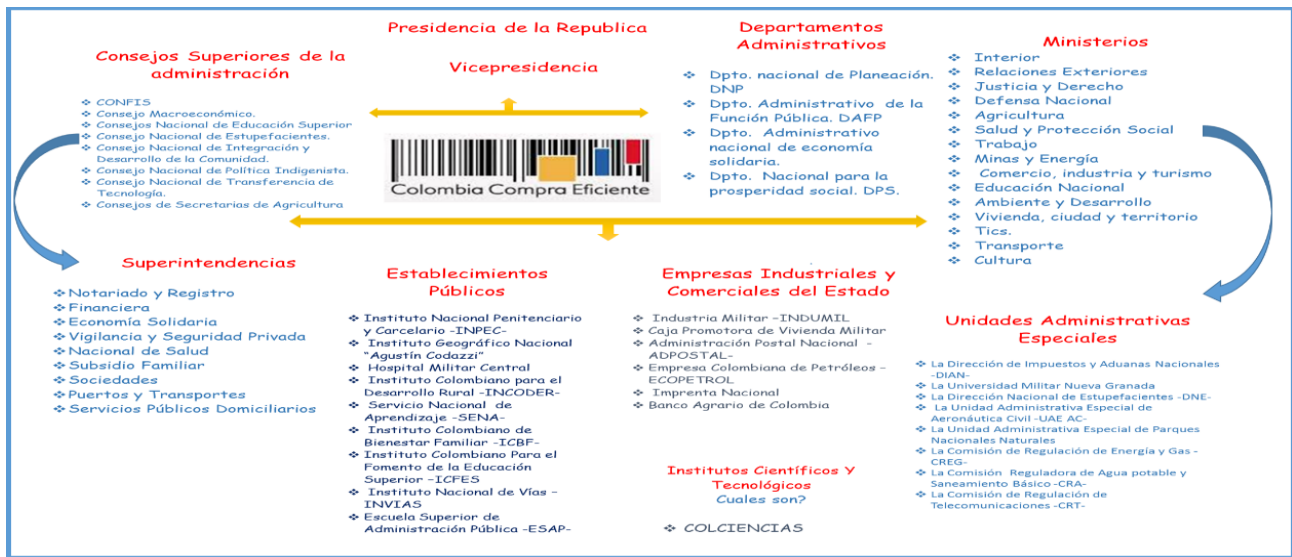 Presidencia de la Republica
Vicepresidencia
Consejos Superiores de la
administración
❖ CONFIS
❖ Consejo Macroeconómico.
❖ Consejos Nacional de Educación Superior
❖ Consejo Nacional de Estupefacientes.
❖ Consejo Nacional de Integración y
Desarrollo de la Comunidad.
❖ Consejo Nacional de Política Indigenista.
❖ Consejo Nacional de Transferencia de
Tecnología.
❖ Consejos de Secretarias de Agricultura
Colombia Compra Eficiente
Departamentos
Administrativos
❖ Dpto. nacional de Planeación.
DNP
❖ Dpto. Administrativo de la
Función Pública. DAFP
❖ Dpto. Administrativo
nacional de economía
solidaria.
❖ Dpto. Nacional para la
prosperidad social. DPS.
Ministerios
❖ Interior
❖ Relaciones Exteriores
❖ Justicia y Derecho
❖ Defensa Nacional
❖ Agricultura
❖ Salud y Protección Social
❖ Trabajo
❖ Minas y Energía
❖ Comercio, industria y turismo
❖ Educación Nacional
❖ Ambiente y Desarrollo
❖ Vivienda, ciudad y territorio
❖ Tics.
❖ Transporte
❖ Cultura
Superintendencias
❖Notariado y Registro
❖Financiera
❖Economía Solidaria
❖Vigilancia y Seguridad Privada
❖Nacional de Salud
❖Subsidio Familiar
❖Sociedades
❖Puertos y Transportes
❖Servicios Públicos Domiciliarios
Establecimientos
Públicos
❖ Instituto Nacional Penitenciario
y Carcelario -INPEC-
❖ Instituto Geográfico Nacional
"Agustín Codazzi"
❖ Hospital Militar Central
❖ Instituto Colombiano para el
Desarrollo Rural -INCODER-
❖ Servicio Nacional de
Aprendizaje -SENA-
❖ Instituto Colombiano de
Bienestar Familiar -ICBF-
❖ Instituto Colombiano Para el
Fomento de la Educación
Superior -ICFES
❖ Instituto Nacional de Vías –
INVIAS
❖ Escuela Superior de
Administración Pública -ESAP-
Empresas Industriales y
Comerciales del Estado
❖ Industria Militar –INDUMIL
❖ Caja Promotora de Vivienda Militar
❖ Administración Postal Nacional -
ADPOSTAL-
❖ Empresa Colombiana de Petróleos –
ECOPETROL
❖ Imprenta Nacional
❖ Banco Agrario de Colombia
Institutos Científicos Y
Tecnológicos
Cuales son?
❖ COLCIENCIAS
Unidades Administrativas
Especiales
❖ La Dirección de Impuestos y Aduanas Nacionales
-DIAN-
❖ La Universidad Militar Nueva Granada
❖ La Dirección Nacional de Estupefacientes -DNE-
❖ La Unidad Administrativa Especial de
Aeronáutica Civil -UAE AC-
❖ La Unidad Administrativa Especial de Parques
Nacionales Naturales
❖ La Comisión de Regulación de Energía y Gas -
CREG-
❖ La Comisión Reguladora de Agua potable y
Saneamiento Básico -CRA-
❖ La Comisión de Regulación de
Telecomunicaciones -CRT-